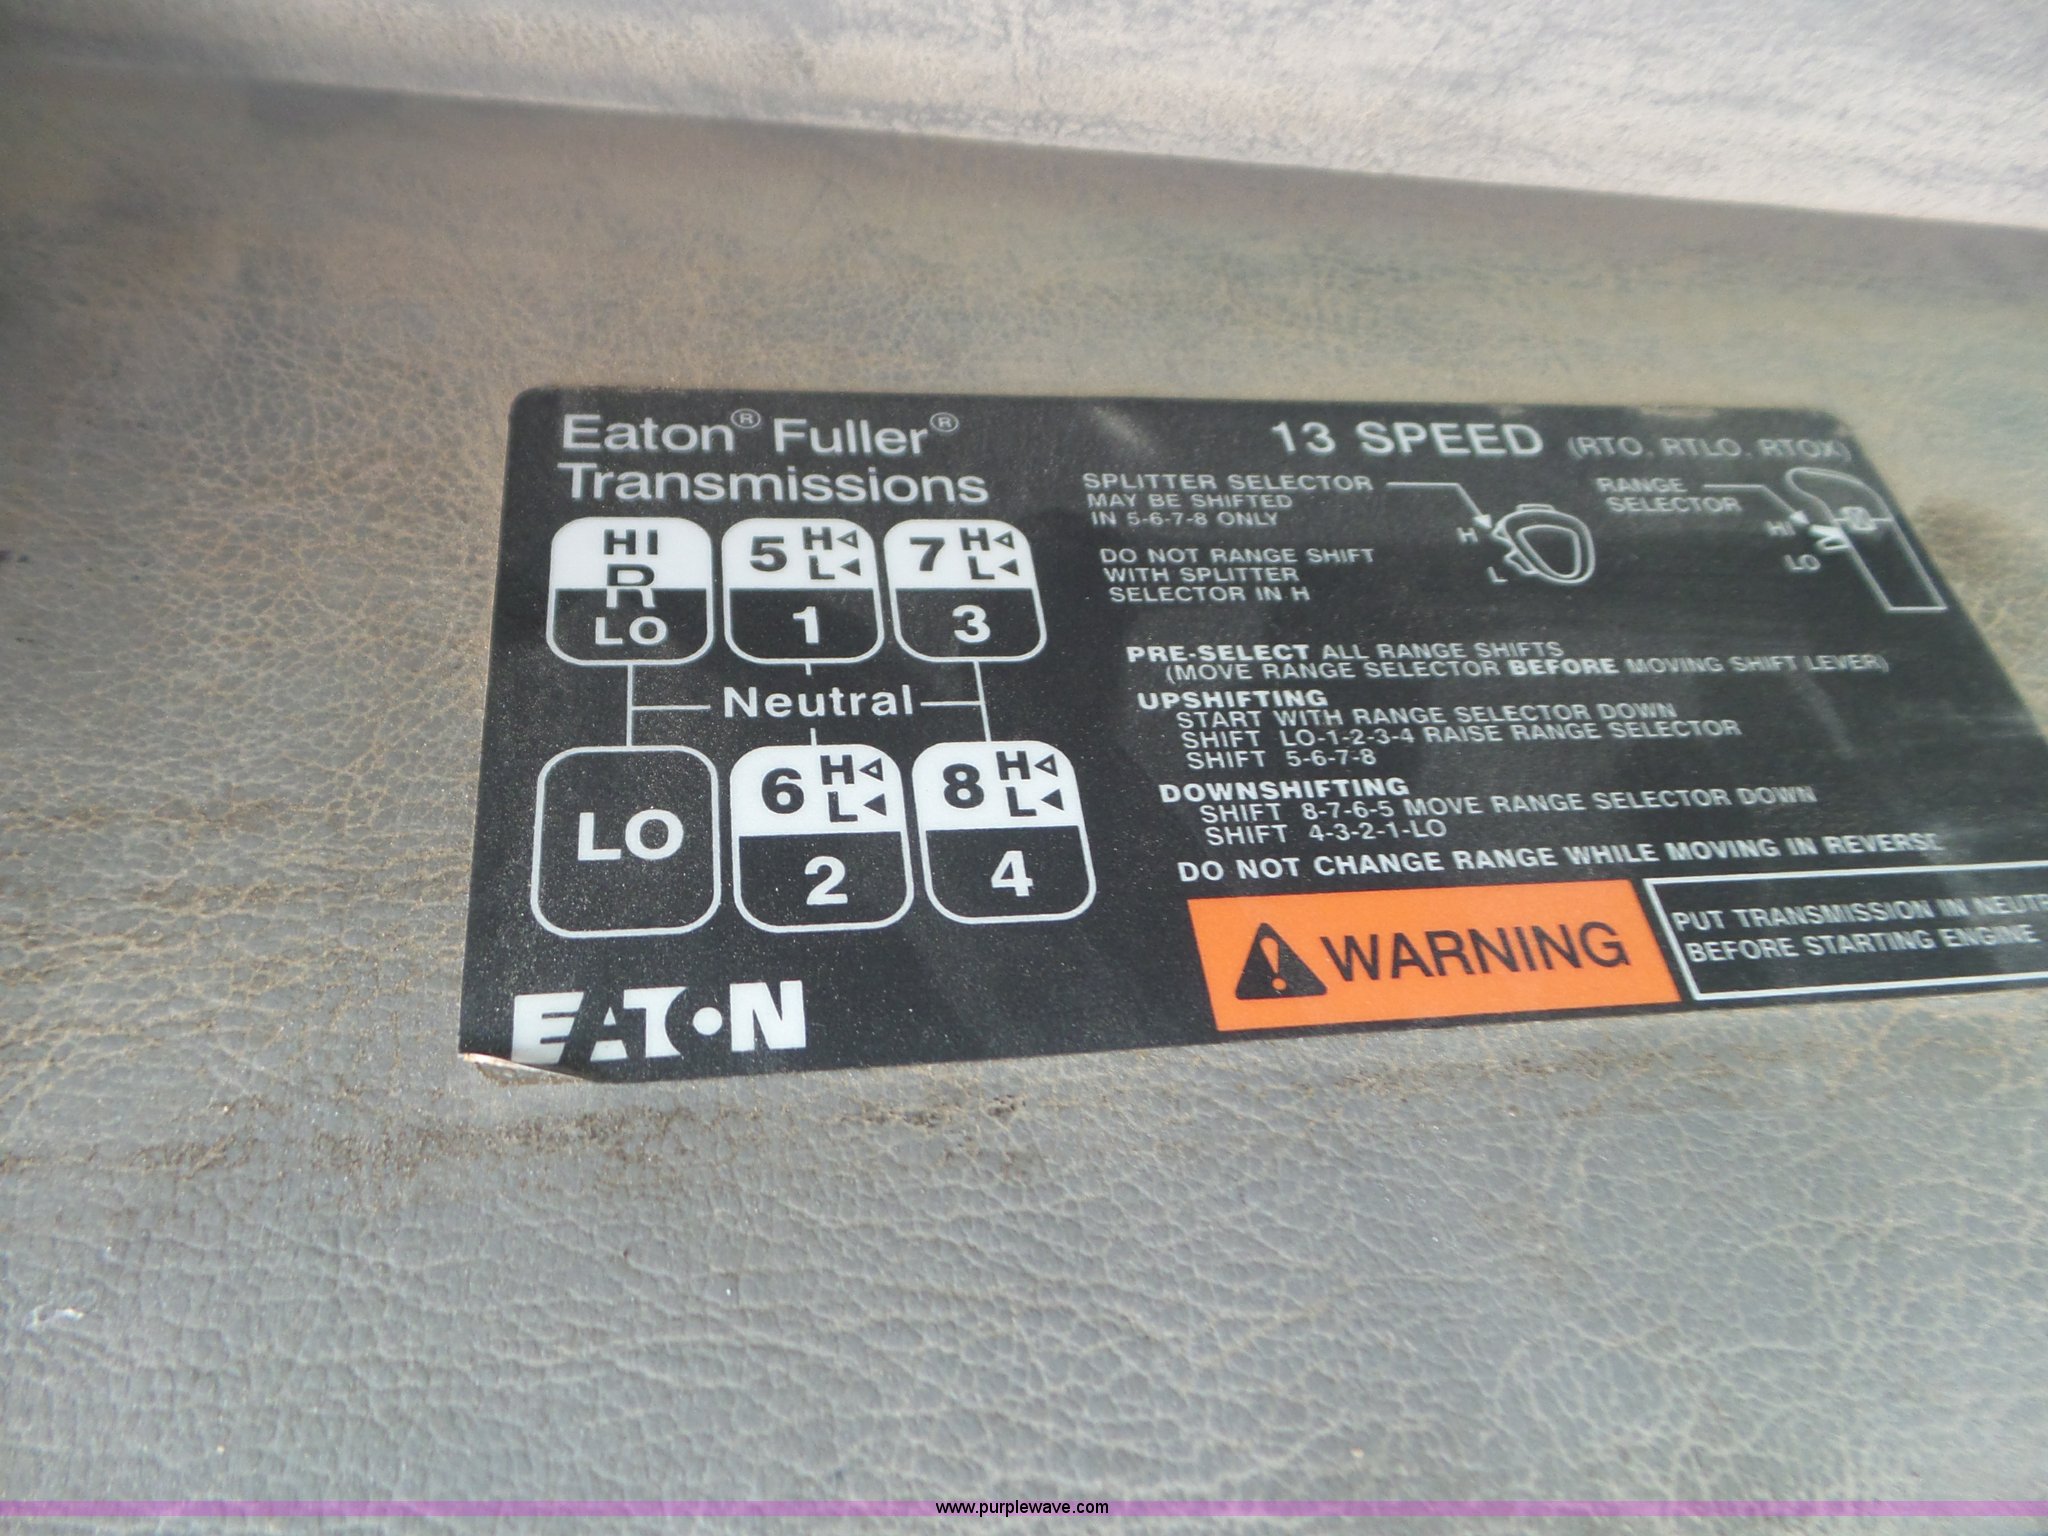 Eaton® Fuller®
Transmissions
13 SPEED (RTO, RTLO, RTOX)
HI
R
LO
5 H L
1
7 H L
3
Neutral
LO
6 H L
2
8 H L
4
EATON
SPLITTER SELECTOR
MAY BE SHIFTED
IN 5-6-7-8 ONLY
H
L
RANGE
SELECTOR
HI
LO
DO NOT RANGE SHIFT
WITH SPLITTER
SELECTOR IN H
PRE-SELECT ALL RANGE SHIFTS
(MOVE RANGE SELECTOR BEFORE MOVING SHIFT LEVER)
UPSHIFTING
START WITH RANGE SELECTOR DOWN
SHIFT LO-1-2-3-4 RAISE RANGE SELECTOR
SHIFT 5-6-7-8
DOWNSHIFTING
SHIFT 8-7-6-5 MOVE RANGE SELECTOR DOWN
SHIFT 4-3-2-1-LO
DO NOT CHANGE RANGE WHILE MOVING IN REVERSE
WARNING
PUT TRANSMISSION IN NEUTR
BEFORE STARTING ENGINE
www.purplewave.com